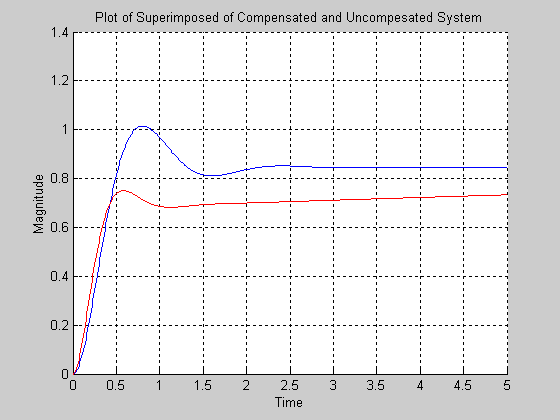 Plot of Superimposed of Compensated and Uncompesated System
1.4
1.2
1
0.8
0.6
0.4
0.2
0
Magnitude
0 0.5 1 1.5 2 2.5 3 3.5 4 4.5 5
Time